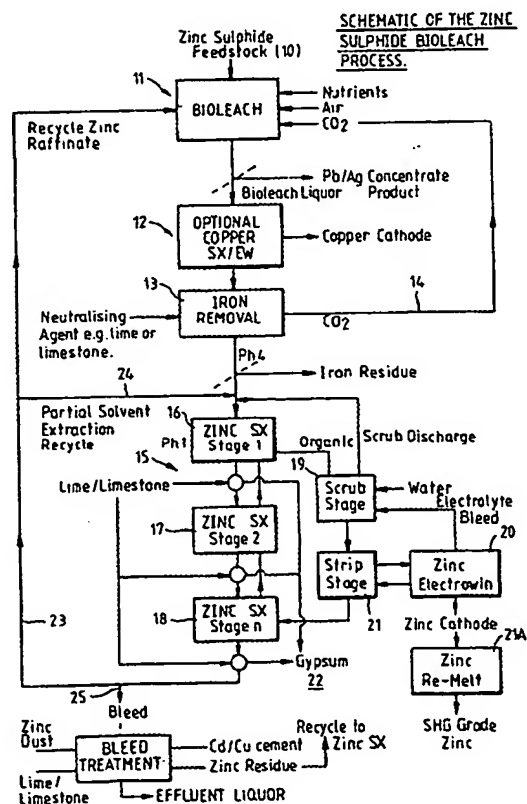 SCHEMATIC OF THE ZINC
SULPHIDE BIOLEACH
PROCESS.
Zinc Sulphide
Feedstock (10)
11
BIOLEACH
Nutrients
Air
CO2
Recycle Zinc
Raffinate
Pb/Ag Concentrate
Product
Bioleach Liquor
12
OPTIONAL
COPPER
SX/EW
Copper Cathode
13
14
IRON
REMOVAL
Neutralising
Agent e.g. lime or
limestone.
CO2
Ph4
24
Iron Residue
Partial Solvent
Extraction
Recycle
16
Ph1
ZINC SX
Stage 1
Organic
Scrub Discharge
15
19
Lime/Limestone
Scrub
Stage
Water
Electrolyte
Bleed
17
ZINC SX
Stage 2
20
Strip
Stage
21
Zinc
Electrowin
18
ZINC SX
Stage n
Zinc Cathode
21A
23
Gypsum
22
Zinc
Re-Melt
25
Bleed
SHG Grade
Zinc
Zinc
Dust
BLEED
TREATMENT
Cd/Cu cement
Zinc Residue
Recycle to
Zinc SX
Lime/
Limestone
EFFLUENT LIQUOR